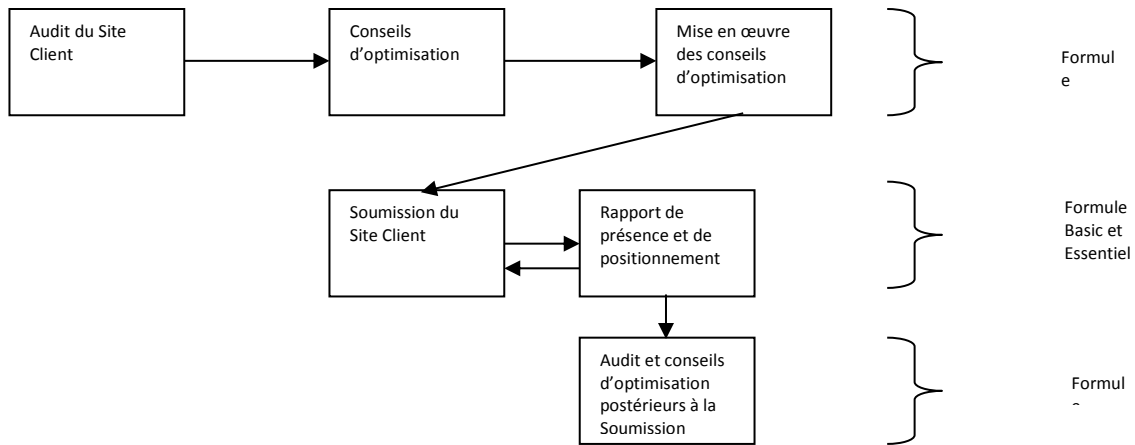 Audit du Site
Client
Conseils
d’optimisation
Mise en œuvre
des conseils
d’optimisation
Formul
e
Soumission du
Site Client
Rapport de
présence et de
positionnement
Formule
Basic et
Essentiel
Audit et conseils
d’optimisation
postérieurs à la
Soumission
Formul